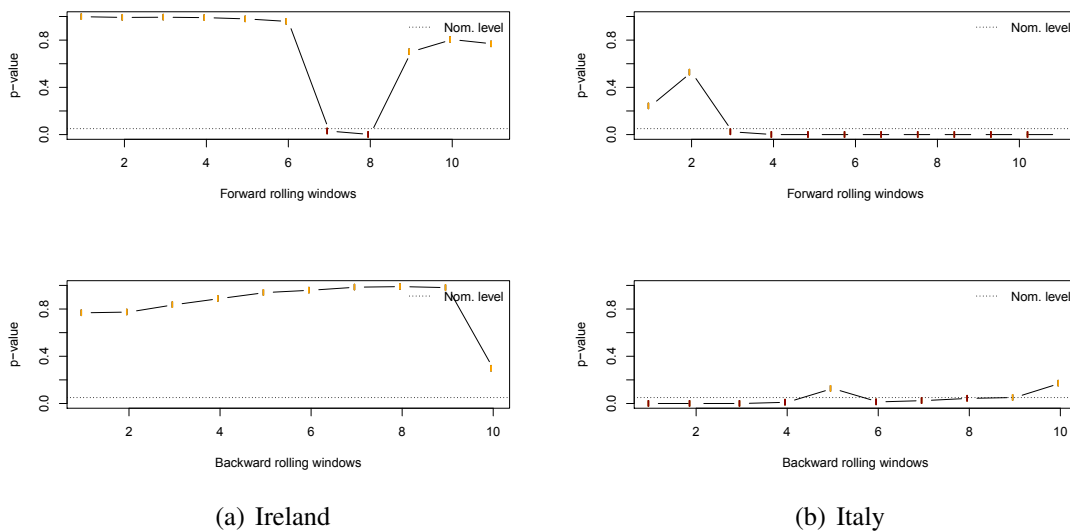 Nom. level
p−value
0.0 0.4 0.8
2 4 6 8 10
Forward rolling windows
Nom. level
p−value
0.0 0.4 0.8
2 4 6 8 10
Forward rolling windows
Nom. level
p−value
0.0 0.4 0.8
2 4 6 8 10
Backward rolling windows
Nom. level
p−value
0.0 0.4 0.8
2 4 6 8 10
Backward rolling windows
(a) Ireland
(b) Italy